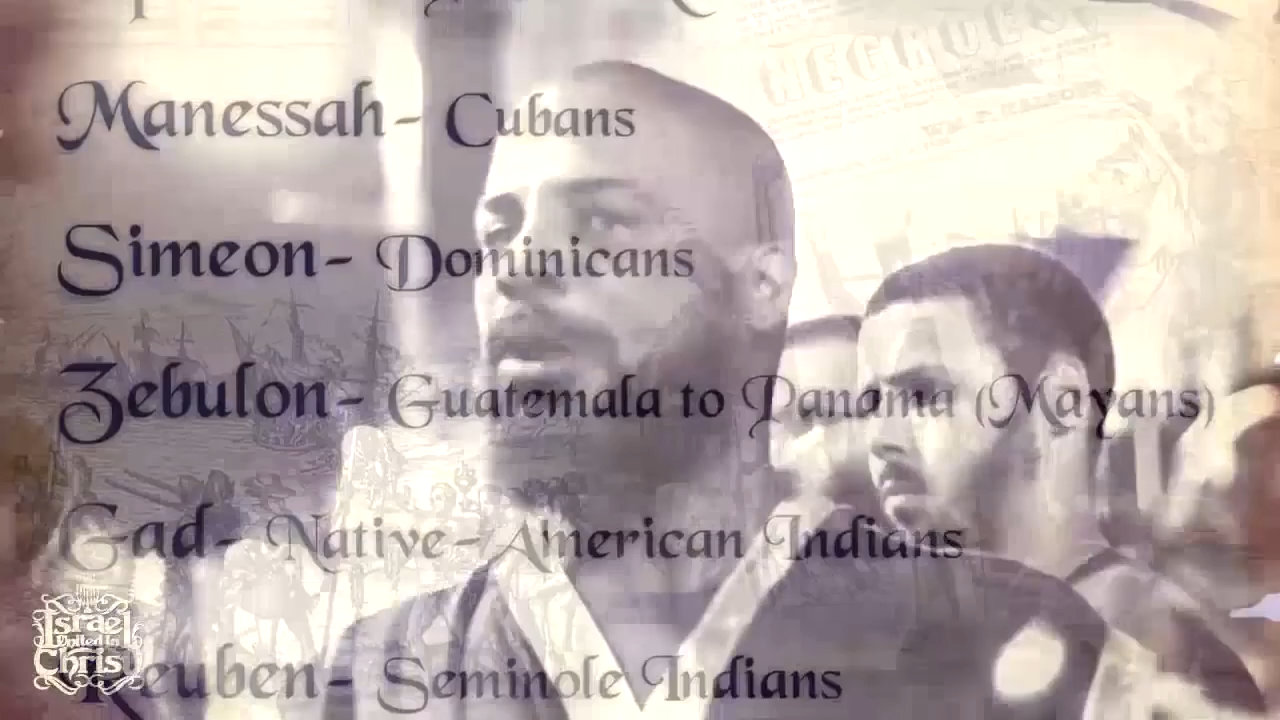 NEGROES,
Manessah- Cubans
Simeon- Dominicans
Zebulon- Guatemala to Panama (Mayans)
Gad- Native-American Indians
Reuben- Seminole Indians
Israel
United In
Christ